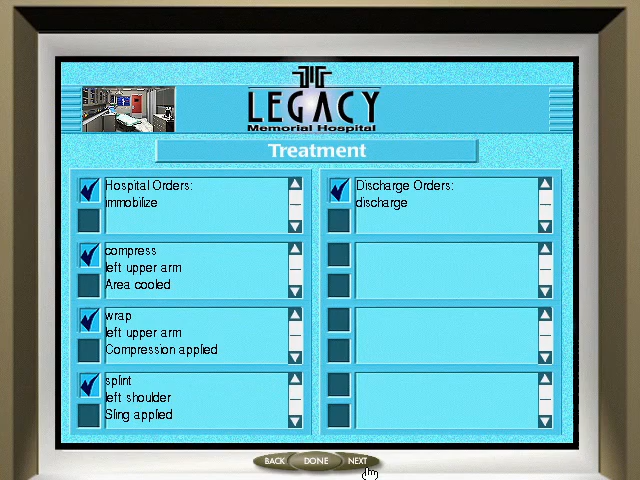 LEGACY
Memorial Hospital
Treatment
Hospital Orders:
immobilize
compress
left upper arm
Area cooled
wrap
left upper arm
Compression applied
splint
left shoulder
Sling applied
Discharge Orders:
discharge
BACK
DONE
NEXT